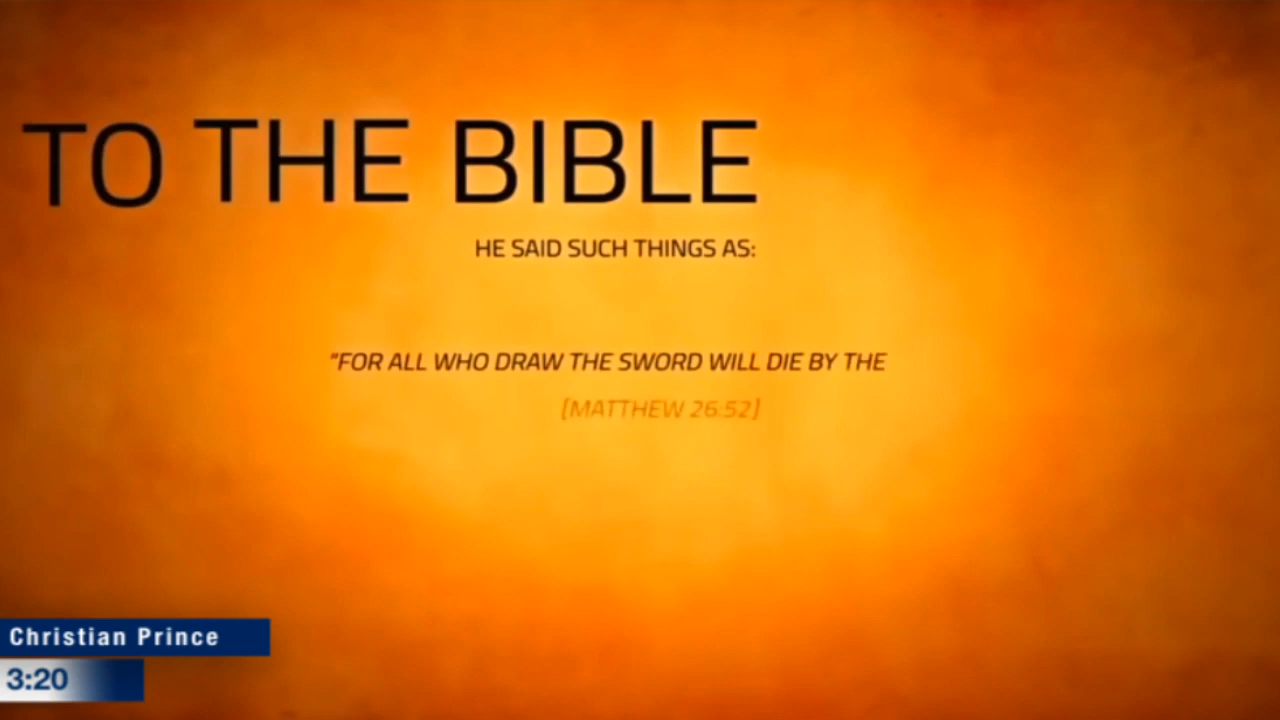 TO THE BIBLE
HE SAID SUCH THINGS AS:
"FOR ALL WHO DRAW THE SWORD WILL DIE BY THE
[MATTHEW 26:52]
Christian Prince
3:20